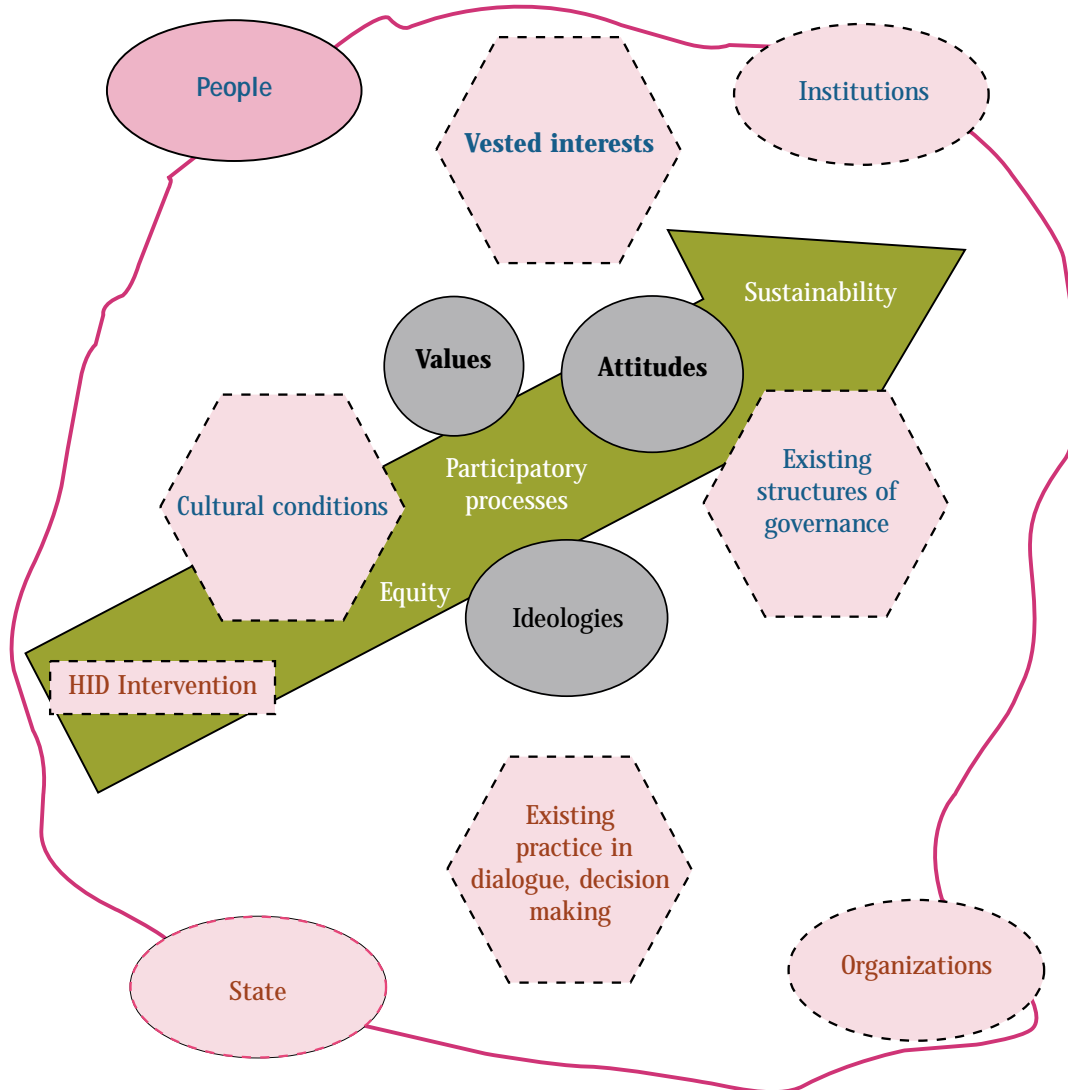 People
Institutions
Vested interests
Sustainability
Values
Attitudes
Participatory
processes
Existing
structures of
governance
Cultural conditions
Equity
Ideologies
HID Intervention
Existing
practice in
dialogue, decision
making
State
Organizations